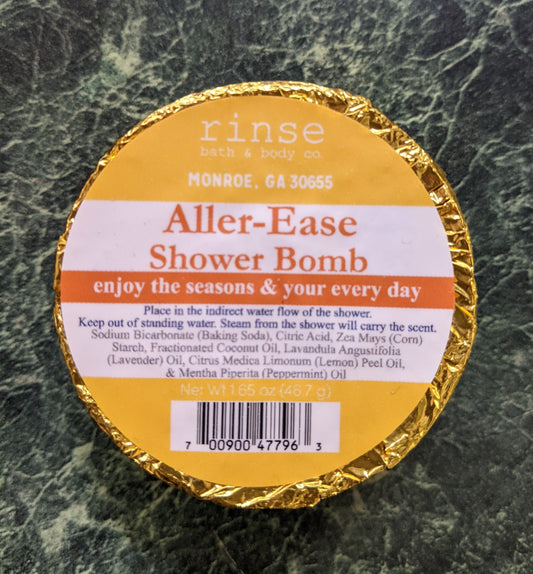 rinse
bath & body co.
MONROE, GA 30655
Aller-Ease
Shower Bomb
enjoy the seasons & your every day
Place in the indirect water flow of the shower.
Keep out of standing water. Steam from the shower will carry the scent.
Sodium Bicarbonate (Baking Soda), Citric Acid, Zea Mays (Corn)
Starch, Fractionated Coconut Oil, Lavandula Angustifolia
(Lavender) Oil, Citrus Medica Limonum (Lemon) Peel Oil,
& Mentha Piperita (Peppermint) Oil
Net Wt 1.65 oz (46.7 g)
7 00900 47796 3